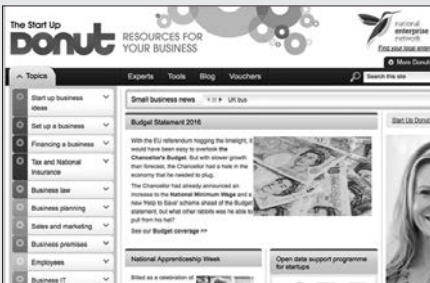 The Start Up
DONUT
RESOURCES FOR
YOUR BUSINESS
national
enterprise
network
Find your local
More Donuts
Topics
Experts
Tools
Blog
Vouchers
Search this site
Start up business
ideas
Set up a business
Financing a business
Tax and National
Insurance
Business law
Business planning
Sales and marketing
Business premises
Employees
Business IT
Small business news
UK bus
Budget Statement 2016
With the EU referendum hogging the limelight, it
would have been easy to overlook the
Chancellor's Budget. But with slower growth
than forecast, the Chancellor had a hole in the
economy that he needed to plug.
The Chancellor had already announced an
increase to the National Minimum Wage and a
new 'Help to Save' scheme ahead of the Budget
statement, but what other rabbits was he able to
pull from his hat?
See our Budget coverage >>
Start Up Donut
National Apprenticeship Week
Billed as a celebration of
Open data support programme
for startups